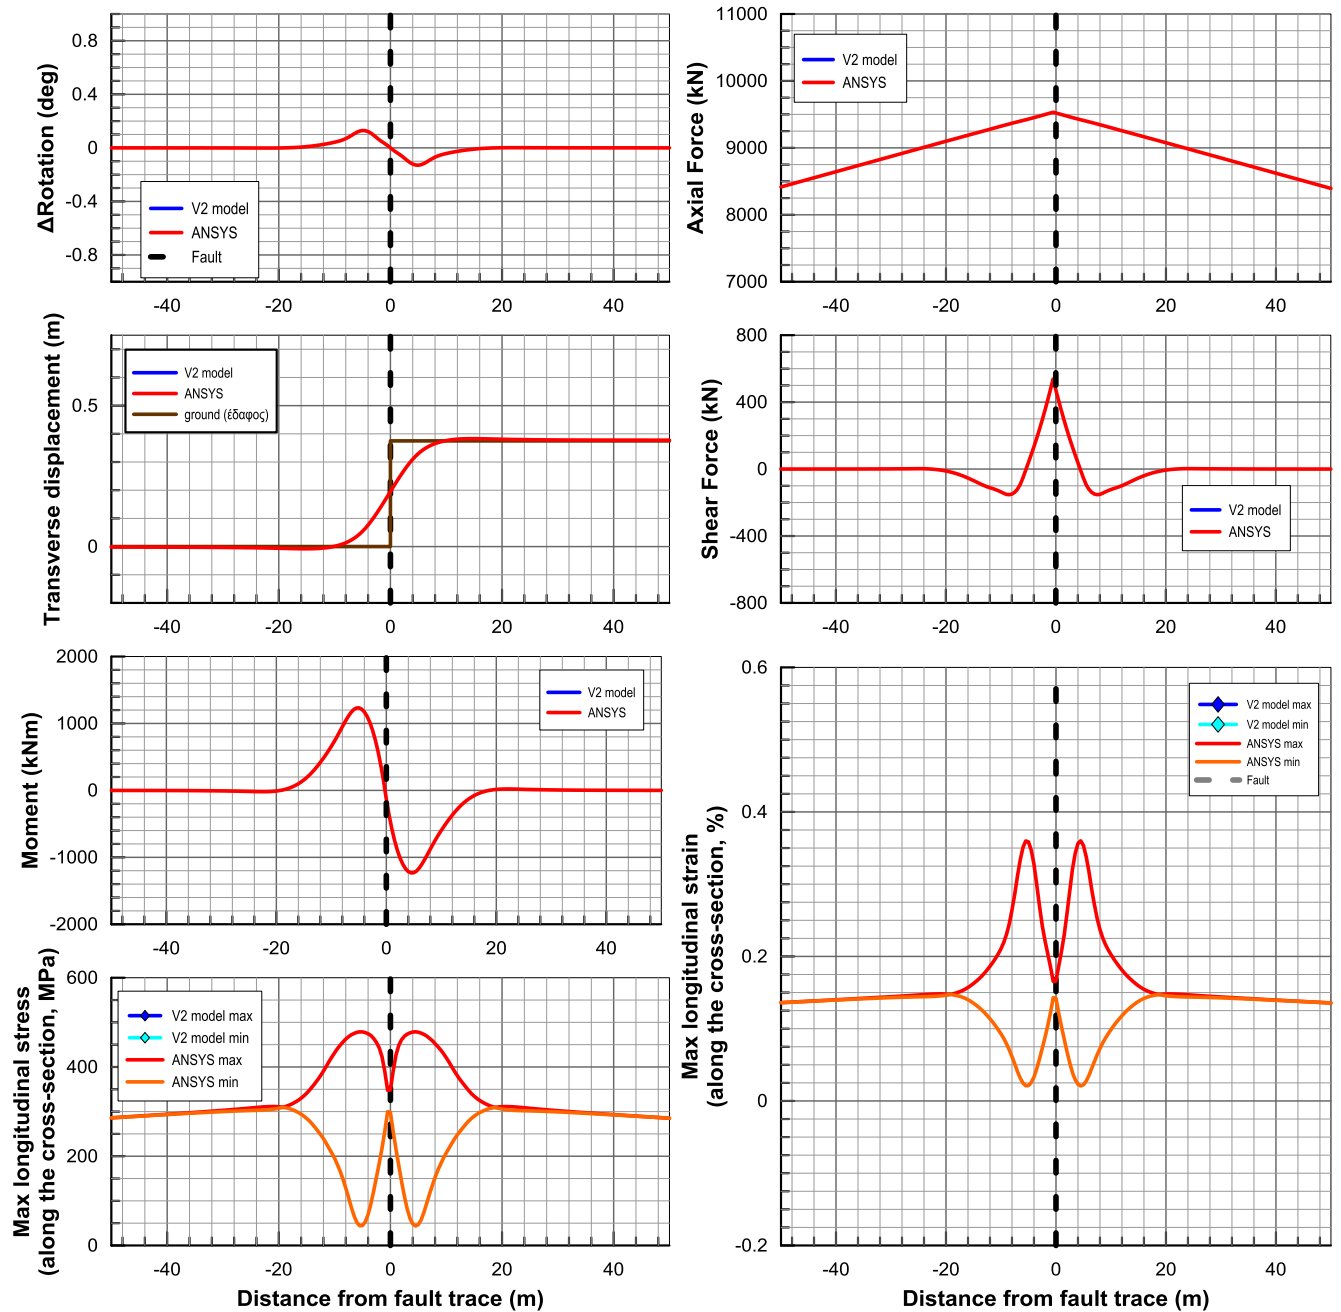 ΔRotation (deg)
0.8
0.4
0
-0.4
-0.8
V2 model
ANSYS
Fault
-40
-20
0
20
40
Axial Force (kN)
11000
10000
9000
8000
7000
V2 model
ANSYS
-40
-20
0
20
40
Transverse displacement (m)
0.5
0
V2 model
ANSYS
ground (έδαφος)
-40
-20
0
20
40
Shear Force (kN)
800
400
0
-400
-800
V2 model
ANSYS
-40
-20
0
20
40
Moment (kNm)
2000
1000
0
-1000
-2000
V2 model
ANSYS
-40
-20
0
20
40
Max longitudinal stress
(along the cross-section, MPa)
600
400
200
0
V2 model max
V2 model min
ANSYS max
ANSYS min
-40
-20
0
20
40
Distance from fault trace (m)
Max longitudinal strain
(along the cross-section, %)
0.6
0.4
0.2
0
-0.2
V2 model max
V2 model min
ANSYS max
ANSYS min
Fault
-40
-20
0
20
40
Distance from fault trace (m)